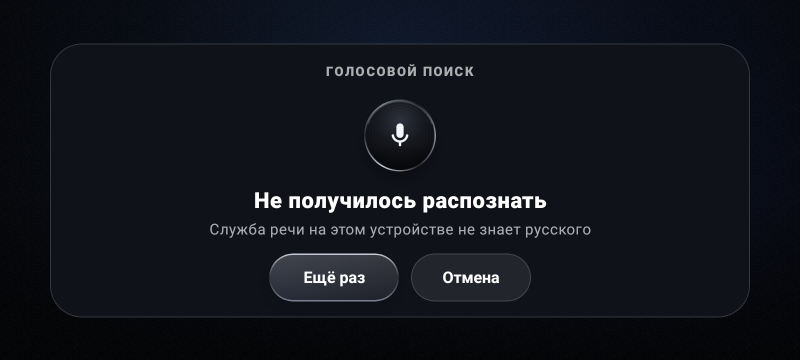 ГОЛОСОВОЙ ПОИСК
Не получилось распознать
Служба речи на этом устройстве не знает русского
Ещё раз
Отмена